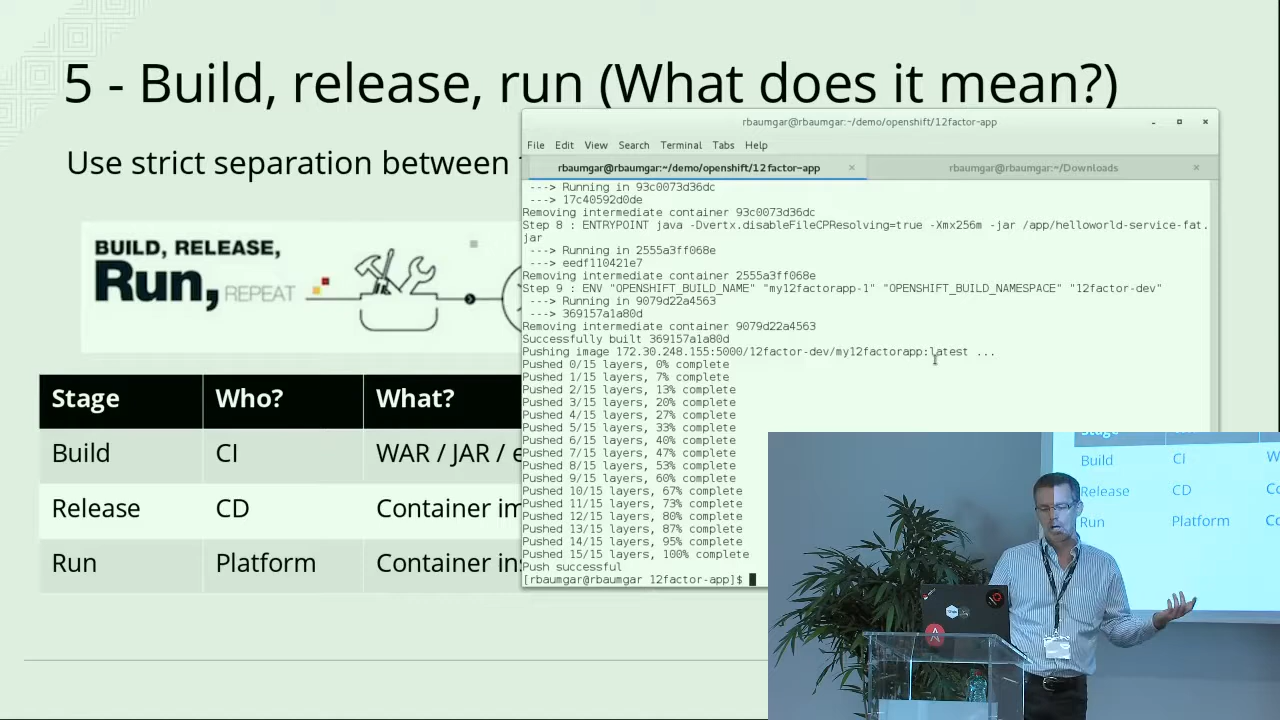 5 - Build, release, run (What does it mean?)
Use strict separation between
BUILD, RELEASE,
Run, REPEAT
Stage Who? What?
Build CI WAR / JAR / e
Release CD Container im
Run Platform Container in
rbaumgar@rbaumgar:~/demo/openshift/12factor-app
File Edit View Search Terminal Tabs Help
rbaumgar@rbaumgar:~/demo/openshift/12factor-app × rbaumgar@rbaumgar:~/Downloads ×
---> Running in 93c0073d36dc
---> 17c40592d0de
Removing intermediate container 93c0073d36dc
Step 8 : ENTRYPOINT java -Dvertx.disableFileCPResolving=true -Xmx256m -jar /app/helloworld-service-fat.
jar
---> Running in 2555a3ff068e
---> eedf110421e7
Removing intermediate container 2555a3ff068e
Step 9 : ENV "OPENSHIFT_BUILD_NAME" "my12factorapp-1" "OPENSHIFT_BUILD_NAMESPACE" "12factor-dev"
---> Running in 9079d22a4563
---> 369157a1a80d
Removing intermediate container 9079d22a4563
Successfully built 369157a1a80d
Pushing image 172.30.248.155:5000/12factor-dev/my12factorapp:latest ...
Pushed 0/15 layers, 0% complete
Pushed 1/15 layers, 7% complete
Pushed 2/15 layers, 13% complete
Pushed 3/15 layers, 20% complete
Pushed 4/15 layers, 27% complete
Pushed 5/15 layers, 33% complete
Pushed 6/15 layers, 40% complete
Pushed 7/15 layers, 47% complete
Pushed 8/15 layers, 53% complete
Pushed 9/15 layers, 60% complete
Pushed 10/15 layers, 67% complete
Pushed 11/15 layers, 73% complete
Pushed 12/15 layers, 80% complete
Pushed 13/15 layers, 87% complete
Pushed 14/15 layers, 95% complete
Pushed 15/15 layers, 100% complete
Push successful
[rbaumgar@rbaumgar 12factor-app]$
Stage
Build CI W
Release CD Co
Run Platform Co